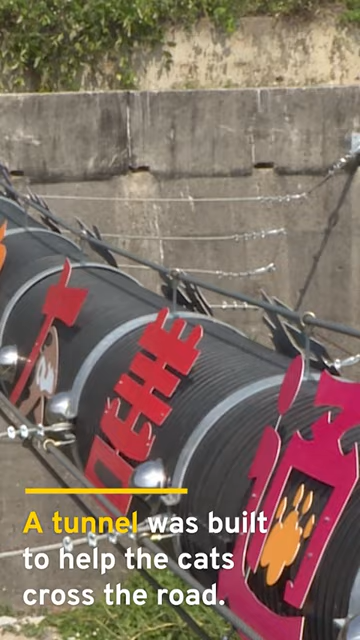 A tunnel was built
to help the cats
cross the road.